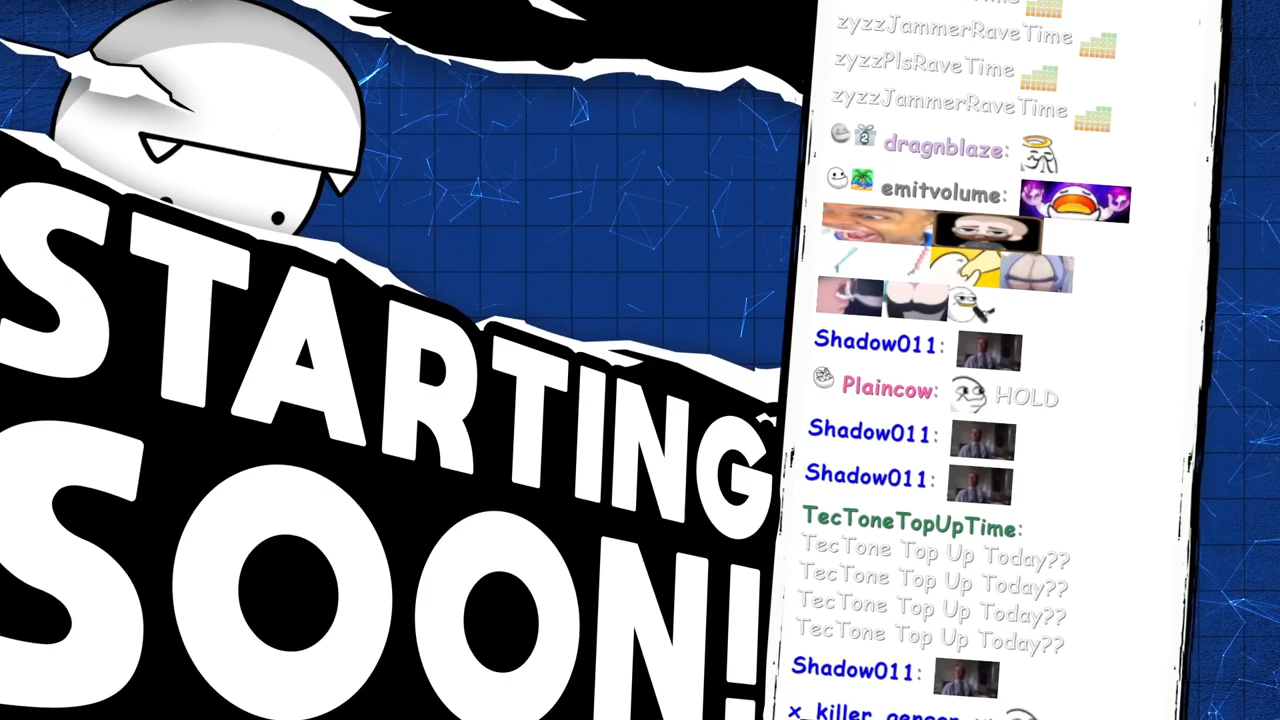 STARTING
SOON!
zyzzJammerRaveTime
zyzzPlsRaveTime
zyzzJammerRaveTime
2 dragnblaze:
emitvolume:
Shadow011:
Plaincow: HOLD
Shadow011:
Shadow011:
TecToneTopUpTime:
TecTone Top Up Today??
TecTone Top Up Today??
TecTone Top Up Today??
TecTone Top Up Today??
Shadow011: